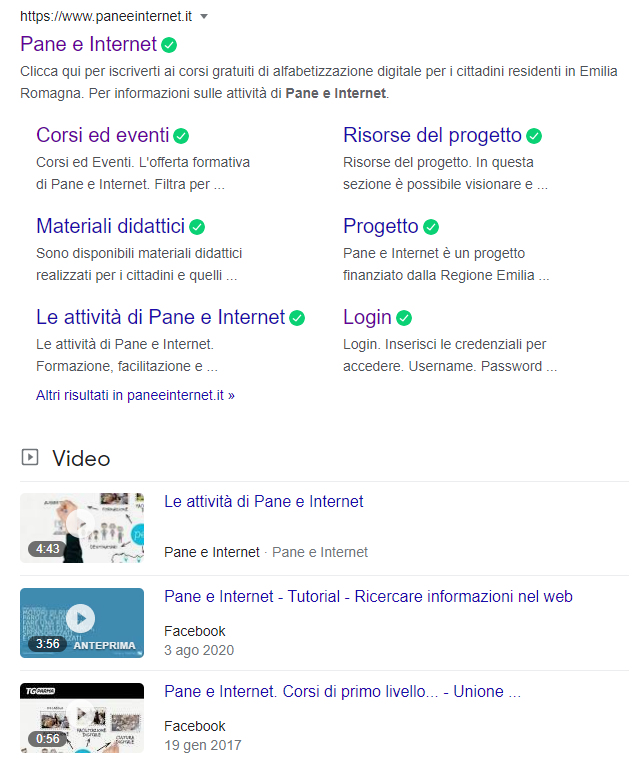 https://www.paneeinternet.it
Pane e Internet
Clicca qui per iscriverti ai corsi gratuiti di alfabetizzazione digitale per i cittadini residenti in Emilia
Romagna. Per informazioni sulle attività di Pane e Internet.
Corsi ed eventi
Corsi ed Eventi. L'offerta formativa
di Pane e Internet. Filtra per ...
Risorse del progetto
Risorse del progetto. In questa
sezione è possibile visionare e ...
Materiali didattici
Sono disponibili materiali didattici
realizzati per i cittadini e quelli ...
Progetto
Pane e Internet è un progetto
finanziato dalla Regione Emilia ...
Le attività di Pane e Internet
Le attività di Pane e Internet.
Formazione, facilitazione e ...
Login
Login. Inserisci le credenziali per
accedere. Username. Password ...
Altri risultati in paneeinternet.it »
Video
4:43
Le attività di Pane e Internet
Pane e Internet · Pane e Internet
3:56
ANTEPRIMA
Pane e Internet - Tutorial - Ricercare informazioni nel web
Facebook
3 ago 2020
TG PARMA
0:56
CULTURA
DIGITALE
Pane e Internet. Corsi di primo livello... - Unione ...
Facebook
19 gen 2017